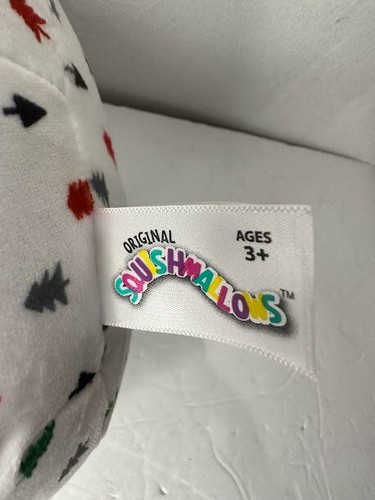 ORIGINAL
SQUISHMALLOWS™
AGES
3+